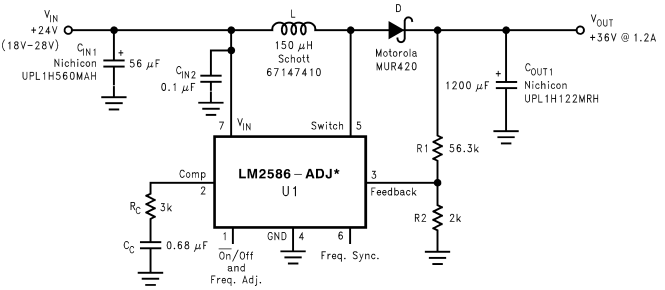 V_IN
+24V
(18V-28V)
C_IN1
Nichicon
UPL1H560MAH
+
56 μF
C_IN2
0.1 μF
L
150 μH
Schott
67147410
D
Motorola
MUR420
V_OUT
+36V @ 1.2A
1200 μF
+
C_OUT1
Nichicon
UPL1H122MRH
7
V_IN
Switch
5
R1
56.3k
LM2586-ADJ*
U1
Comp
2
3
Feedback
R_C
3k
R2
2k
C_C
0.68 μF
1
GND
4
6
O̅n/Off
and
Freq. Adj.
Freq. Sync.